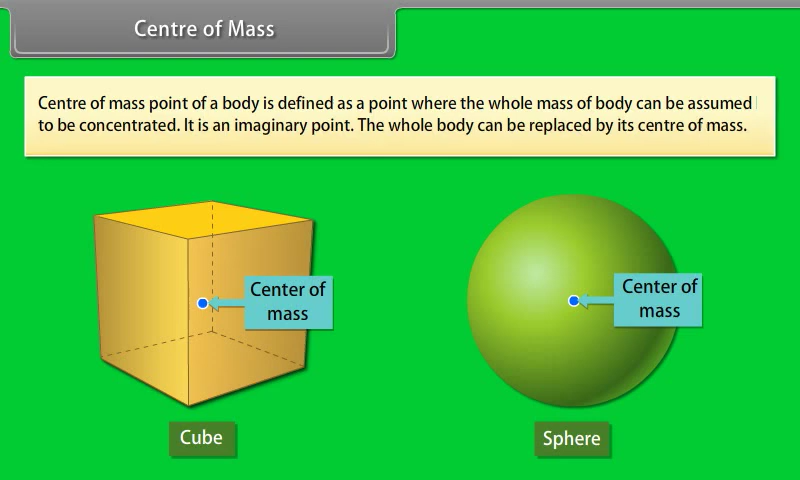 Centre of Mass
Centre of mass point of a body is defined as a point where the whole mass of body can be assumed
to be concentrated. It is an imaginary point. The whole body can be replaced by its centre of mass.
Center of
mass
Center of
mass
Cube
Sphere